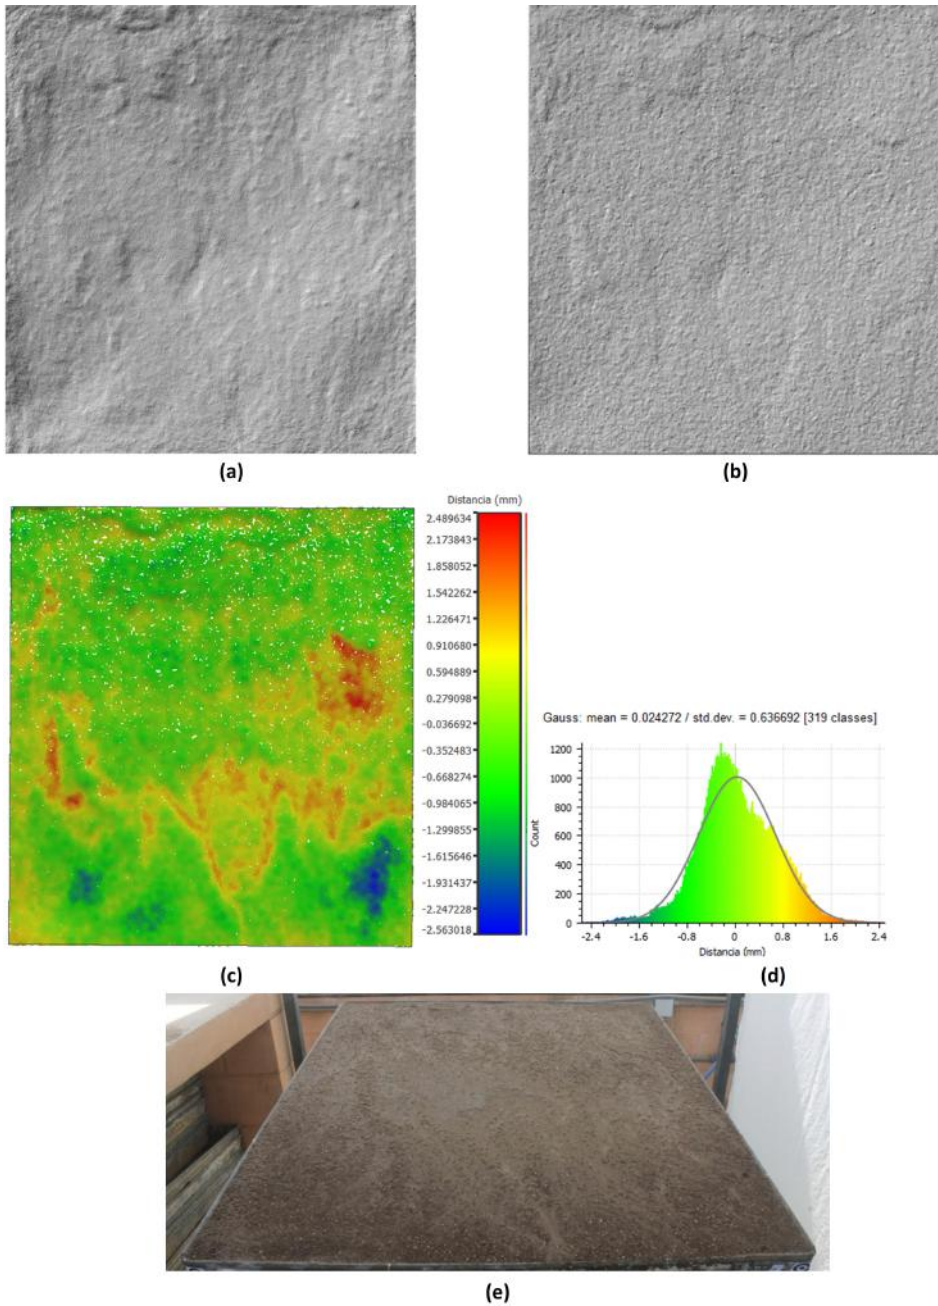 (a)
(b)
Distancia (mm)
2.489634
2.173843
1.858052
1.542262
1.226471
0.910680
0.594889
0.279098
-0.036692
-0.352483
-0.668274
-0.984065
-1.299855
-1.615646
-1.931437
-2.247228
-2.563018
Gauss: mean = 0.024272 / std.dev. = 0.636692 [319 classes]
1200
1000
800
600
400
200
0
Count
-2.4 -1.6 -0.8 0 0.8 1.6 2.4
Distancia (mm)
(c)
(d)
(e)